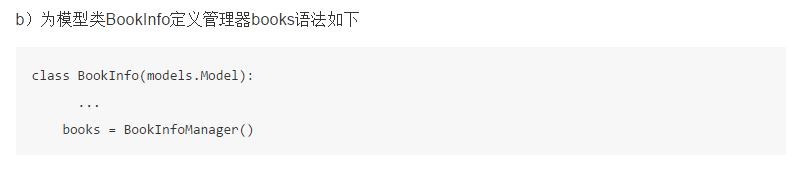 b）为模型类BookInfo定义管理器books语法如下
class BookInfo(models.Model):
      ...
    books = BookInfoManager()